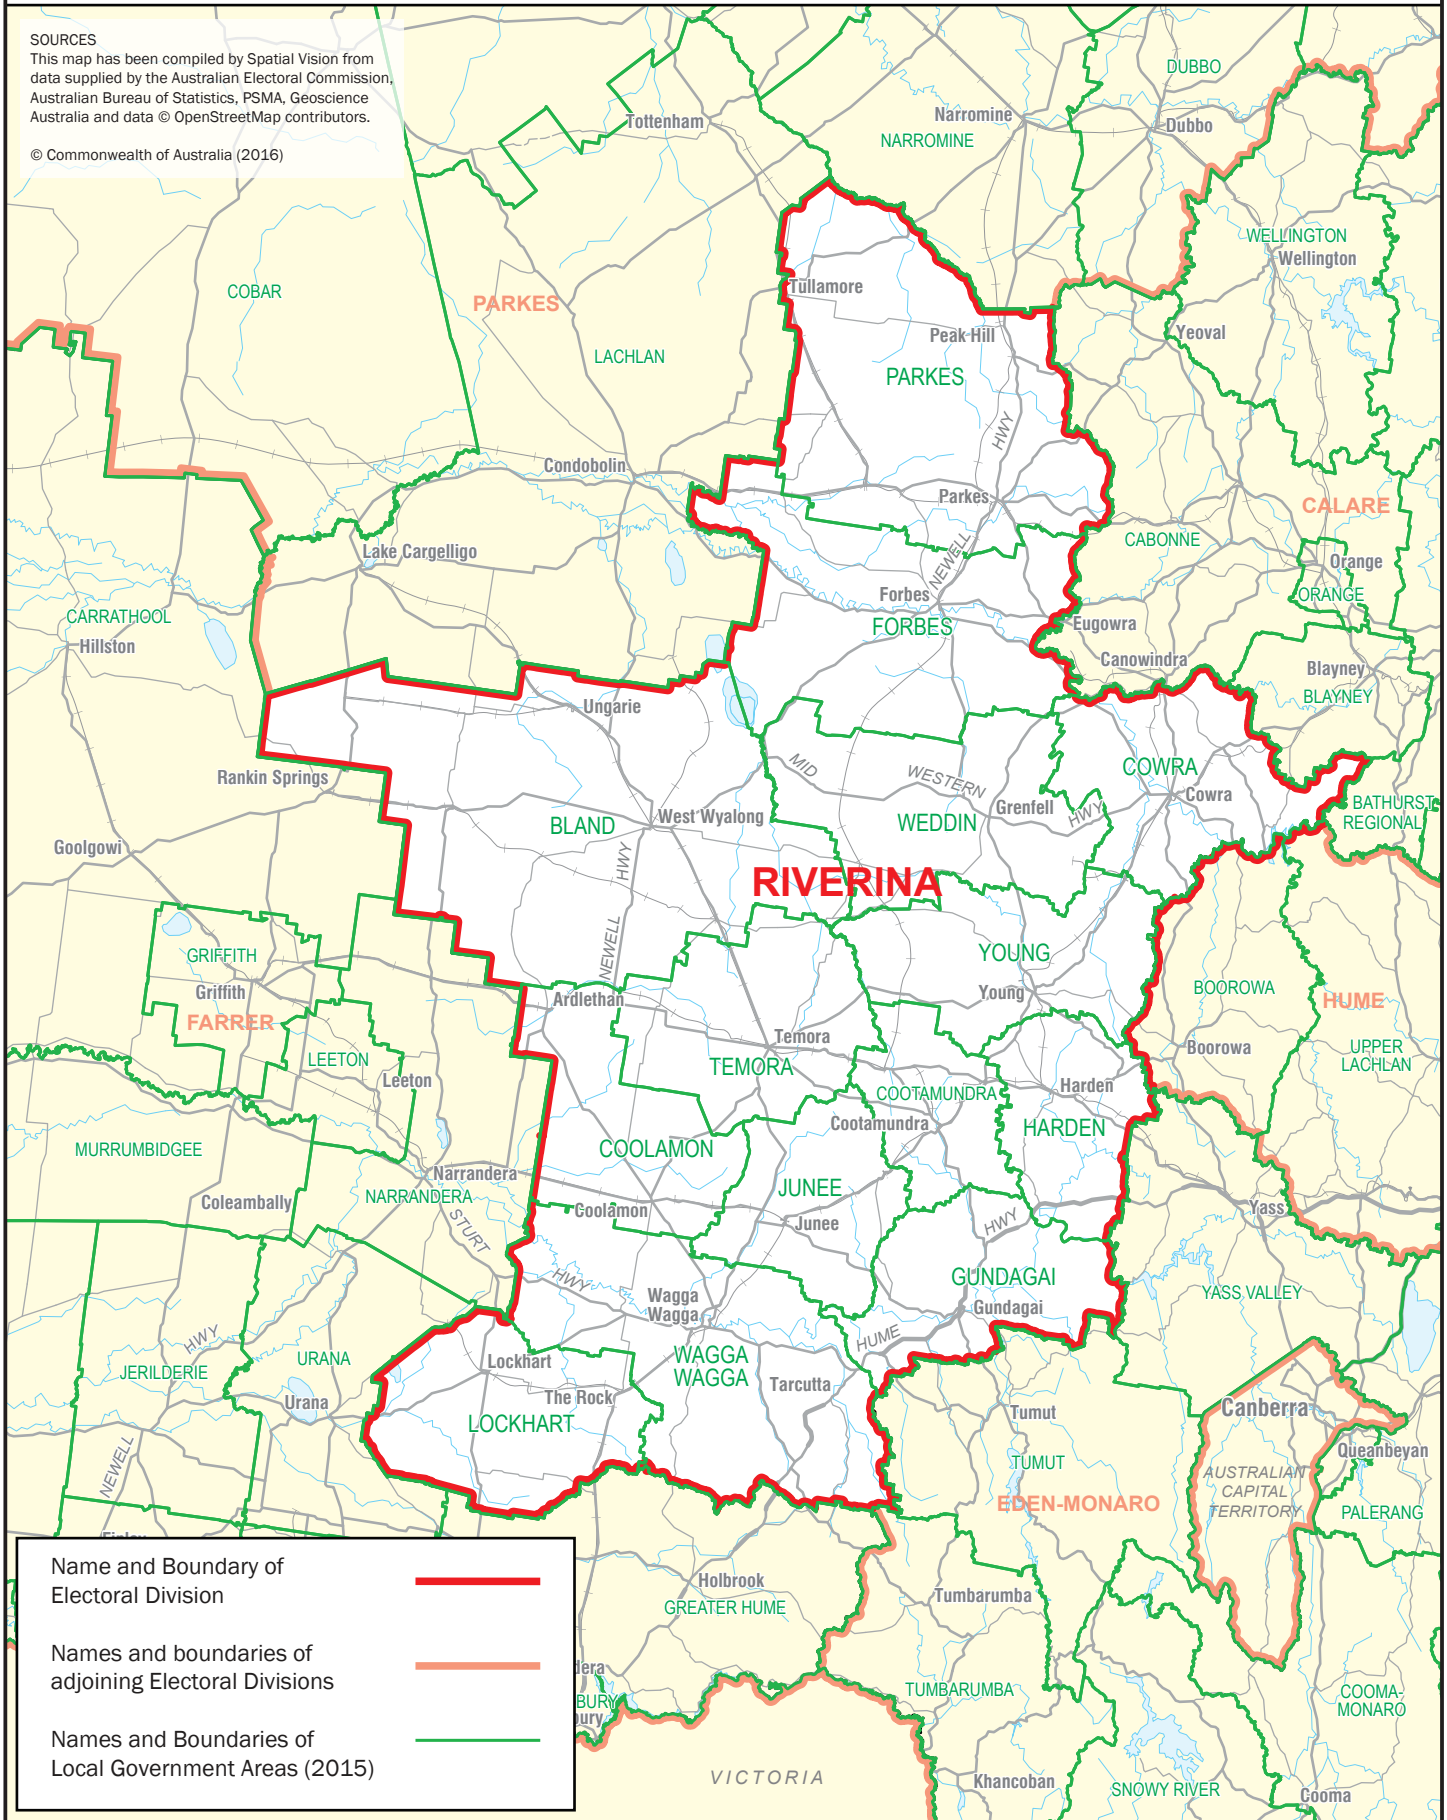 SOURCES
This map has been compiled by Spatial Vision from
data supplied by the Australian Electoral Commission,
Australian Bureau of Statistics, PSMA, Geoscience
Australia and data © OpenStreetMap contributors.
© Commonwealth of Australia (2016)
DUBBO
Tottenham
Narromine
Dubbo
NARROMINE
WELLINGTON
Wellington
COBAR
PARKES
Tullamore
Peak Hill
Yeoval
LACHLAN
PARKES
HWY
Condobolin
Parkes
CALARE
Lake Cargelligo
NEWELL
CABONNE
Orange
ORANGE
CARRATHOOL
Hillston
Forbes
FORBES
Eugowra
Canowindra
Blayney
BLAYNEY
Ungarie
Rankin Springs
MID
WESTERN
HWY
COWRA
Cowra
Grenfell
BATHURST
REGIONAL
BLAND
West Wyalong
WEDDIN
Goolgowi
HWY
RIVERINA
NEWELL
GRIFFITH
Griffith
FARRER
YOUNG
Young
BOOROWA
HUME
Ardlethan
Temora
TEMORA
Boorowa
UPPER
LACHLAN
LEETON
Leeton
COOTAMUNDRA
Cootamundra
Harden
HARDEN
MURRUMBIDGEE
COOLAMON
Narrandera
NARRANDERA
JUNEE
Coleambally
Coolamon
Junee
Yass
STURT
HWY
HWY
GUNDAGAI
Gundagai
YASS VALLEY
Wagga
Wagga
HUME
HWY
JERILDERIE
URANA
Lockhart
WAGGA
WAGGA
Tarcutta
The Rock
LOCKHART
Urana
Tumut
Canberra
Queanbeyan
NEWELL
TUMUT
EDEN-MONARO
AUSTRALIAN
CAPITAL
TERRITORY
PALERANG
Finley
Name and Boundary of
Electoral Division
Names and boundaries of
adjoining Electoral Divisions
Names and Boundaries of
Local Government Areas (2015)
Holbrook
GREATER HUME
Tumbarumba
dera
BURY
bury
TUMBARUMBA
COOMA-
MONARO
VICTORIA
Khancoban
SNOWY RIVER
Cooma